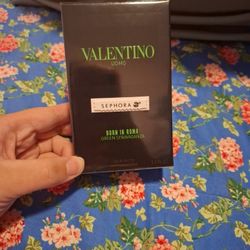 VALENTINO
UOMO
SEPHORA
BORN IN ROMA
GREEN STRAVAGANZA